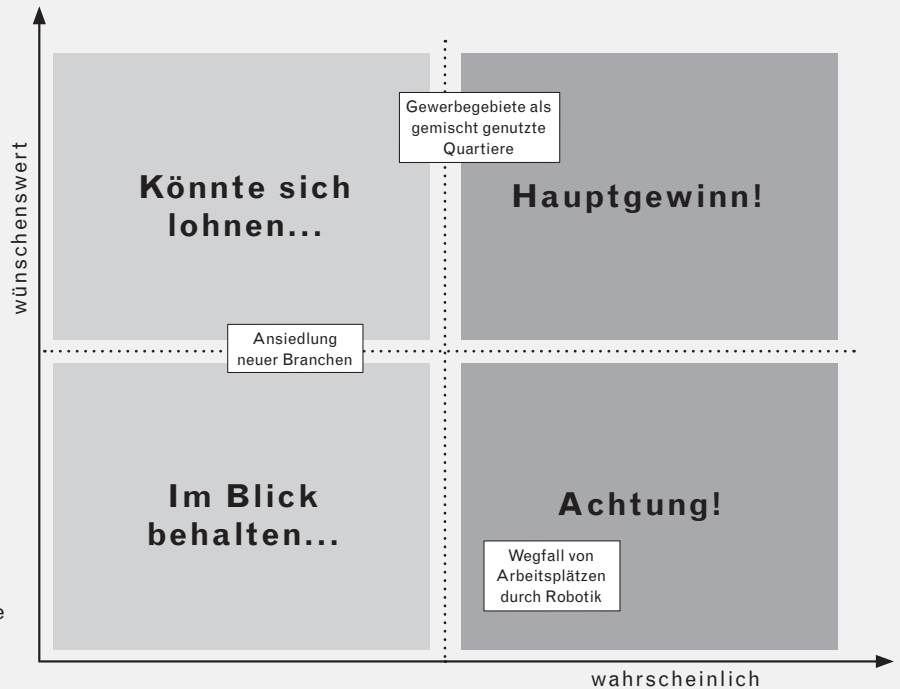 wünschenswert
Könnte sich
lohnen...
Gewerbegebiete als
gemischt genutzte
Quartiere
Hauptgewinn!
Ansiedlung
neuer Branchen
Im Blick
behalten...
Achtung!
Wegfall von
Arbeitsplätzen
durch Robotik
e
wahrscheinlich